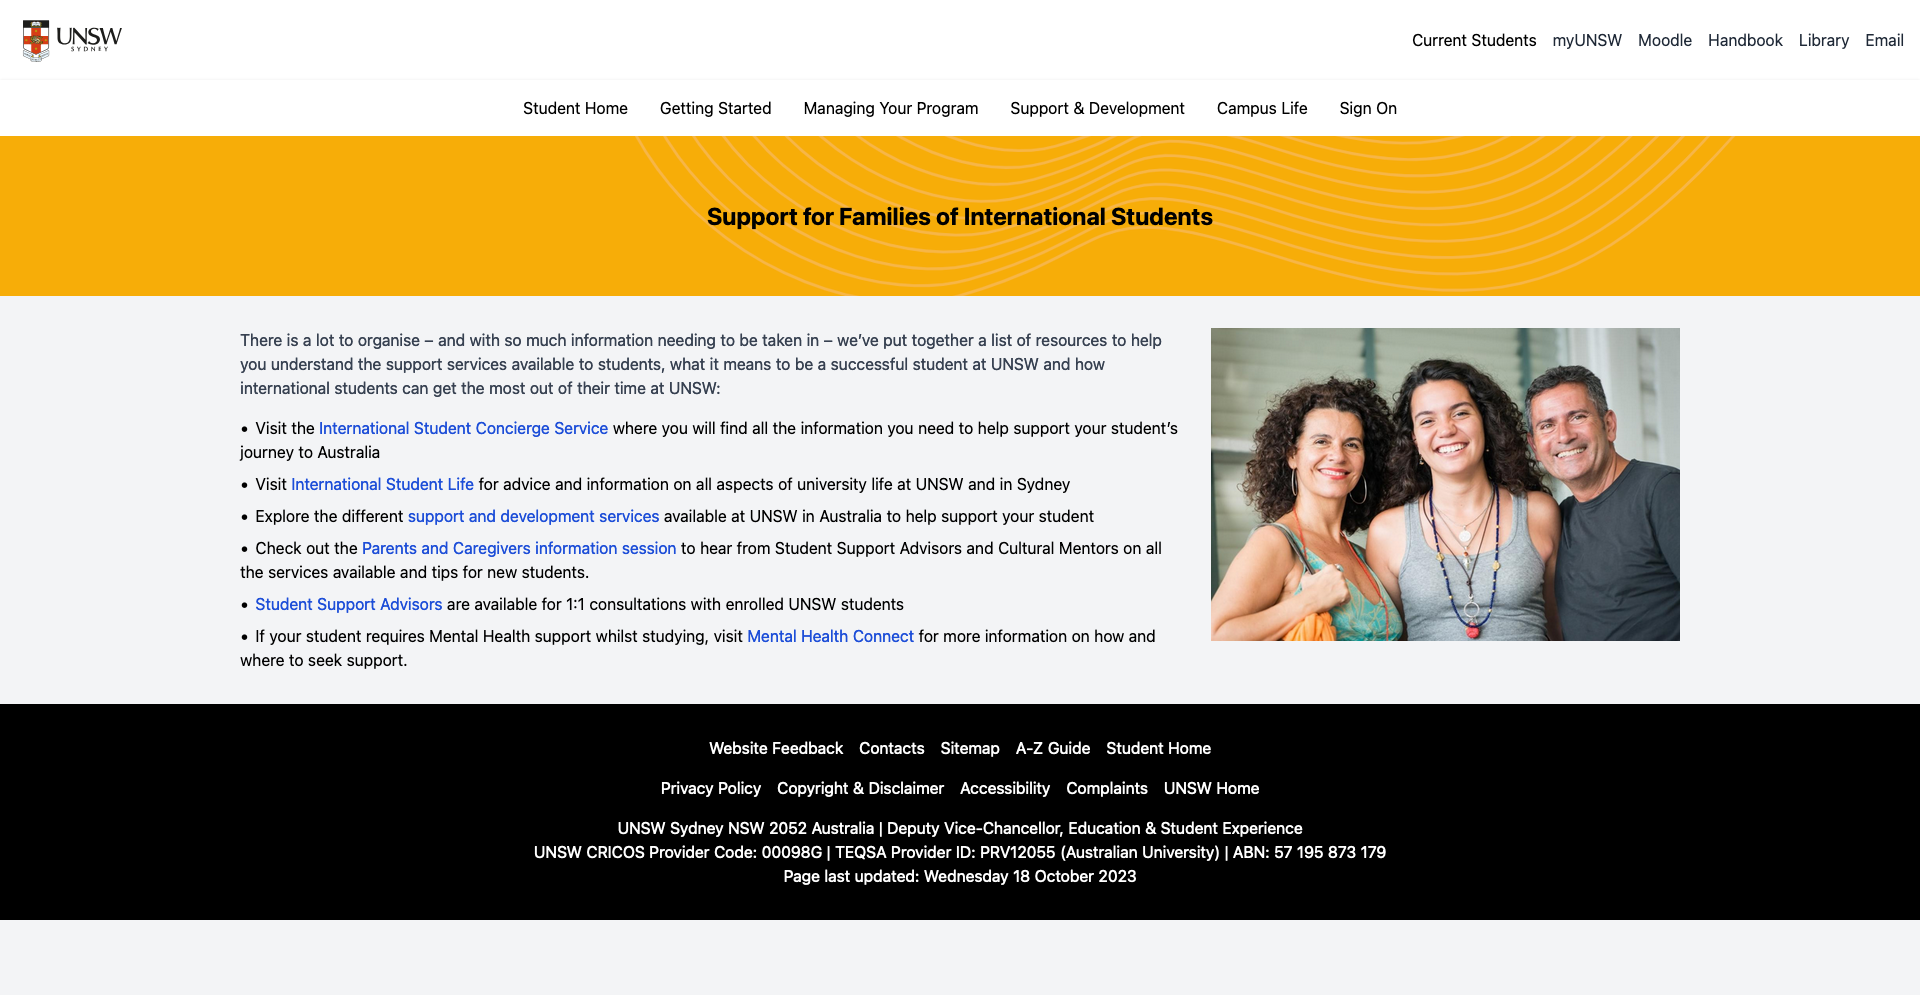 UNSW
SYDNEY
Current Students myUNSW Moodle Handbook Library Email
Student Home Getting Started Managing Your Program Support & Development Campus Life Sign On
Support for Families of International Students
There is a lot to organise – and with so much information needing to be taken in – we’ve put together a list of resources to help
you understand the support services available to students, what it means to be a successful student at UNSW and how
international students can get the most out of their time at UNSW:
• Visit the International Student Concierge Service where you will find all the information you need to help support your student’s
journey to Australia
• Visit International Student Life for advice and information on all aspects of university life at UNSW and in Sydney
• Explore the different support and development services available at UNSW in Australia to help support your student
• Check out the Parents and Caregivers information session to hear from Student Support Advisors and Cultural Mentors on all
the services available and tips for new students.
• Student Support Advisors are available for 1:1 consultations with enrolled UNSW students
• If your student requires Mental Health support whilst studying, visit Mental Health Connect for more information on how and
where to seek support.
Website Feedback Contacts Sitemap A-Z Guide Student Home
Privacy Policy Copyright & Disclaimer Accessibility Complaints UNSW Home
UNSW Sydney NSW 2052 Australia | Deputy Vice-Chancellor, Education & Student Experience
UNSW CRICOS Provider Code: 00098G | TEQSA Provider ID: PRV12055 (Australian University) | ABN: 57 195 873 179
Page last updated: Wednesday 18 October 2023